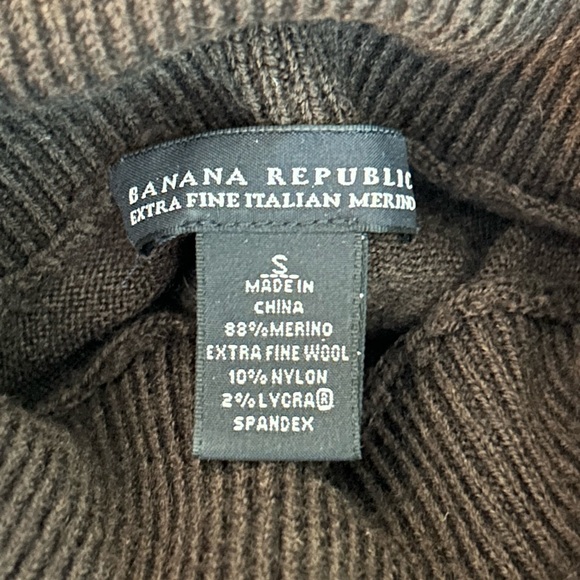 BANANA REPUBLIC
EXTRA FINE ITALIAN MERINO
S
MADE IN
CHINA
88% MERINO
EXTRA FINE WOOL
10% NYLON
2% LYCRA®
SPANDEX